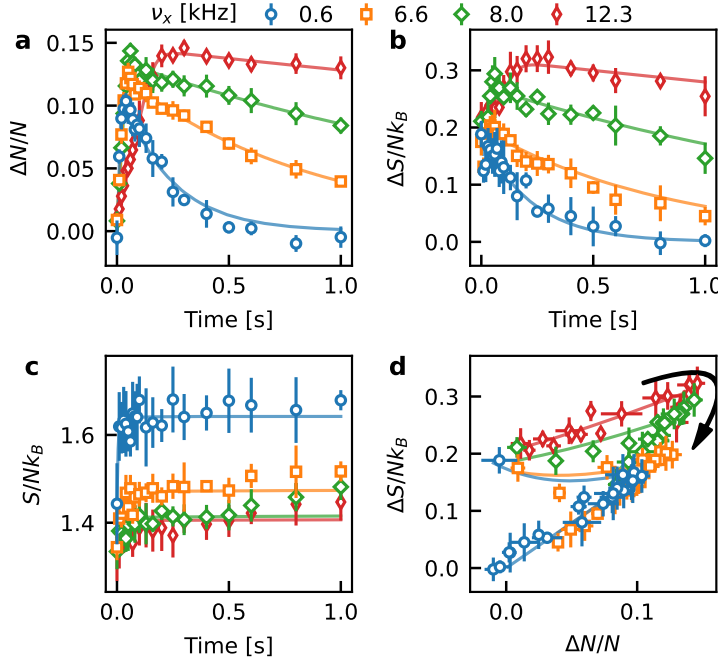 ν_x [kHz] 0.6 6.6 8.0 12.3
a
0.15
0.10
0.05
0.00
ΔN/N
0.0 0.5 1.0
Time [s]
b
0.3
0.2
0.1
0.0
ΔS/Nk_B
0.0 0.5 1.0
Time [s]
c
1.6
1.4
S/Nk_B
0.0 0.5 1.0
Time [s]
d
0.3
0.2
0.1
0.0
ΔS/Nk_B
0.0 0.1
ΔN/N